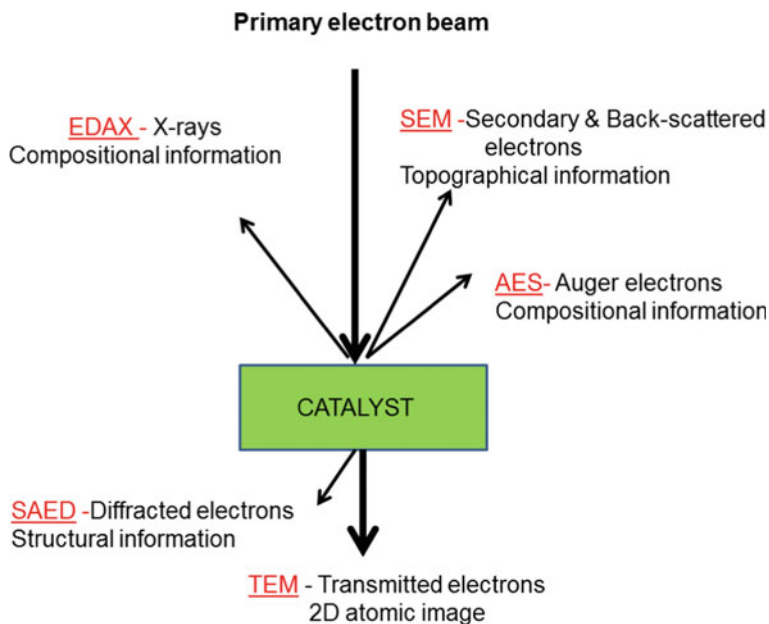 Primary electron beam
EDAX - X-rays
Compositional information
SEM -Secondary & Back-scattered
electrons
Topographical information
AES- Auger electrons
Compositional information
CATALYST
SAED -Diffracted electrons
Structural information
TEM - Transmitted electrons
2D atomic image